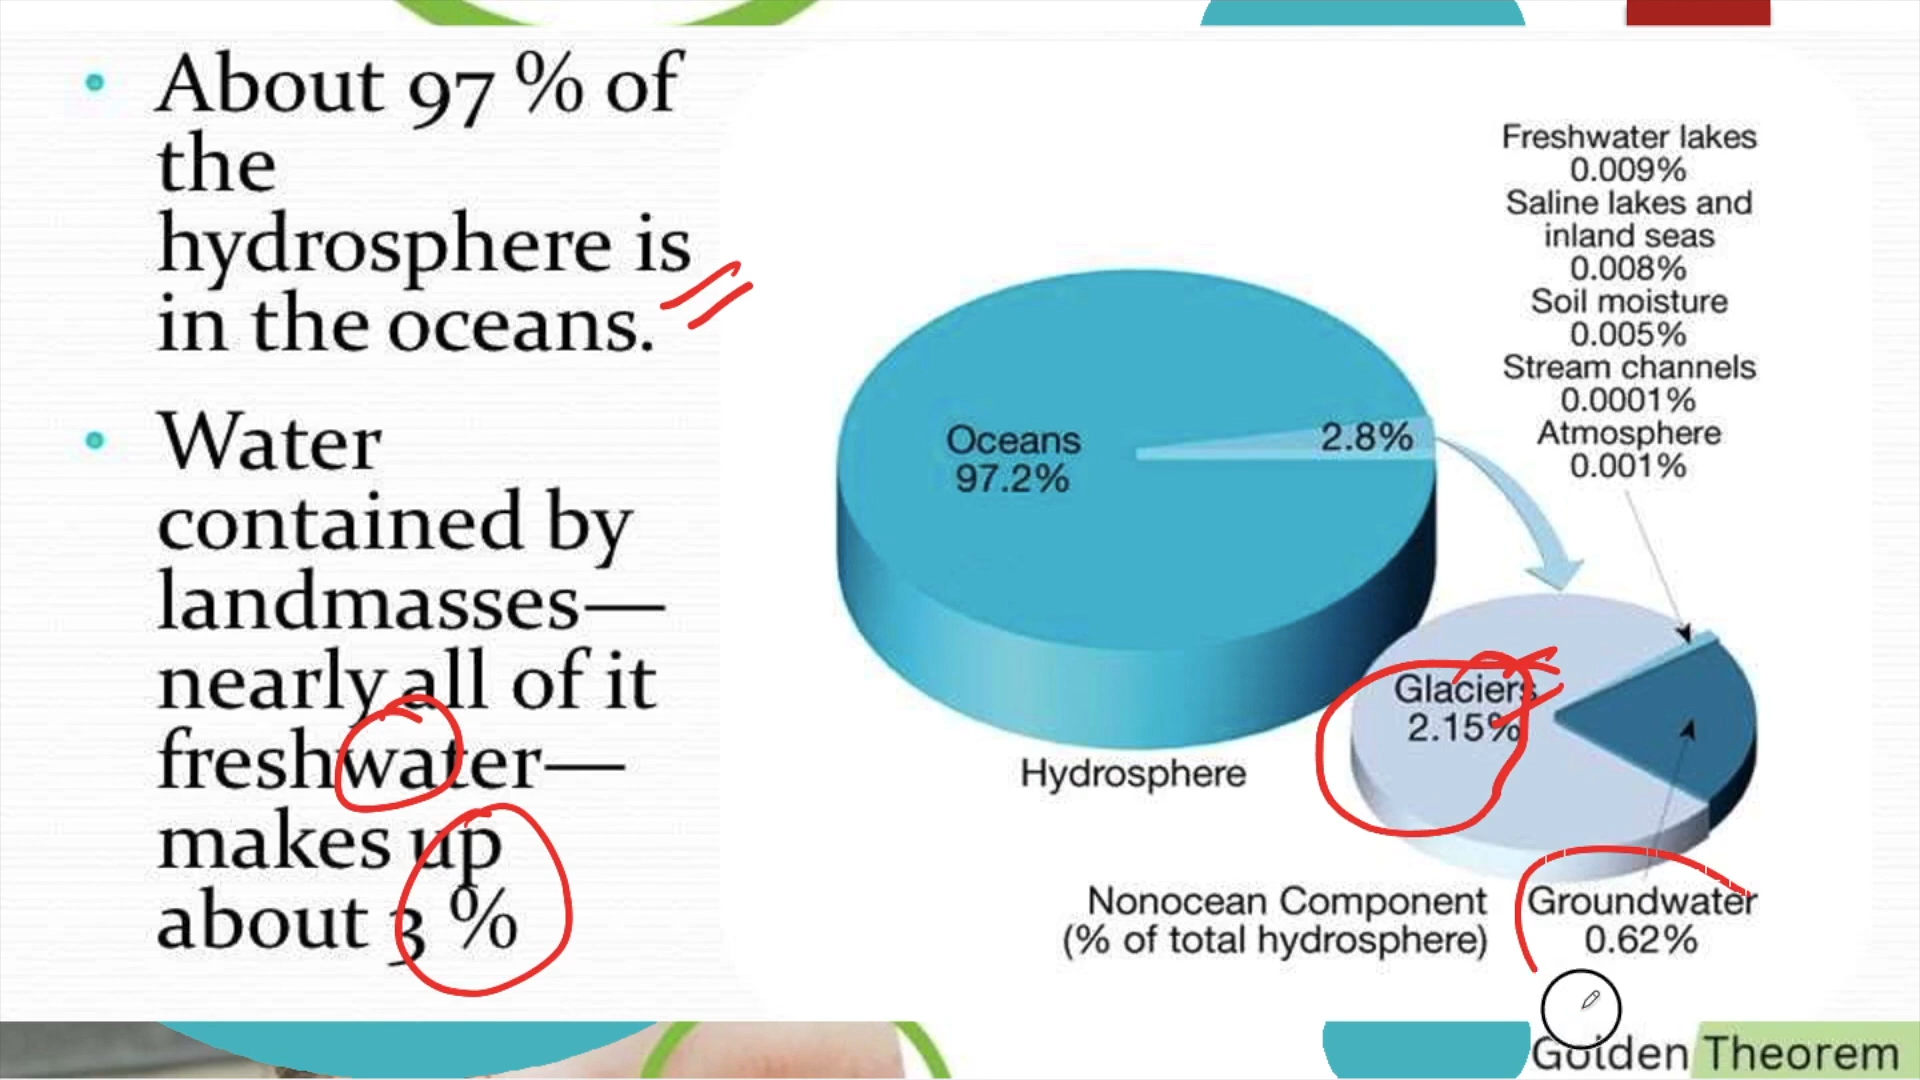 • About 97 % of
the
hydrosphere is
in the oceans.
• Water
contained by
landmasses—
nearly all of it
freshwater—
makes up
about 3 %
Freshwater lakes
0.009%
Saline lakes and
inland seas
0.008%
Soil moisture
0.005%
Stream channels
0.0001%
Atmosphere
0.001%
Oceans
97.2%
2.8%
Glaciers
2.15%
Hydrosphere
Nonocean Component
(% of total hydrosphere)
Groundwater
0.62%
Golden Theorem